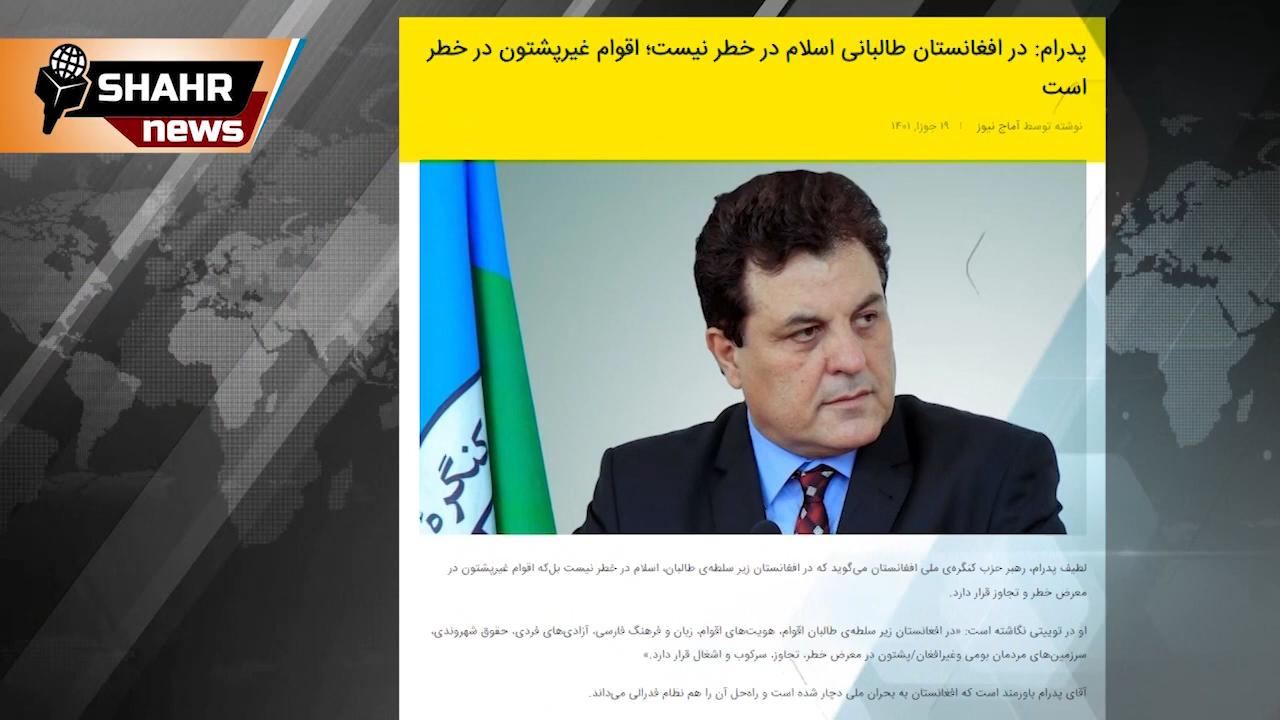 SHAHR
news
پدرام: در افغانستان طالبانی اسلام در خطر نیست؛ اقوام غیرپشتون در خطر
است
نوشته توسط آماج نیوز | ۱۹ جوزا, ۱۴۰۱
کنگره
لطیف پدرام، رهبر حزب کنگره‌ی ملی افغانستان می‌گوید که در افغانستان زیر سلطه‌ی طالبان، اسلام در خطر نیست بل‌که اقوام غیرپشتون در
معرض خطر و تجاوز قرار دارد.
او در توییتی نگاشته است: «در افغانستان زیر سلطه‌ی طالبان اقوام، هویت‌های اقوام، زبان و فرهنگ فارسی، آزادی‌های فردی، حقوق شهروندی،
سرزمین‌های مردمان بومی وغیرافغان/پشتون در معرض خطر، تجاوز، سرکوب و اشغال قرار دارد.»
آقای پدرام باورمند است که افغانستان به بحران ملی دچار شده است و راه‌حل آن را هم نظام فدرالی می‌داند.